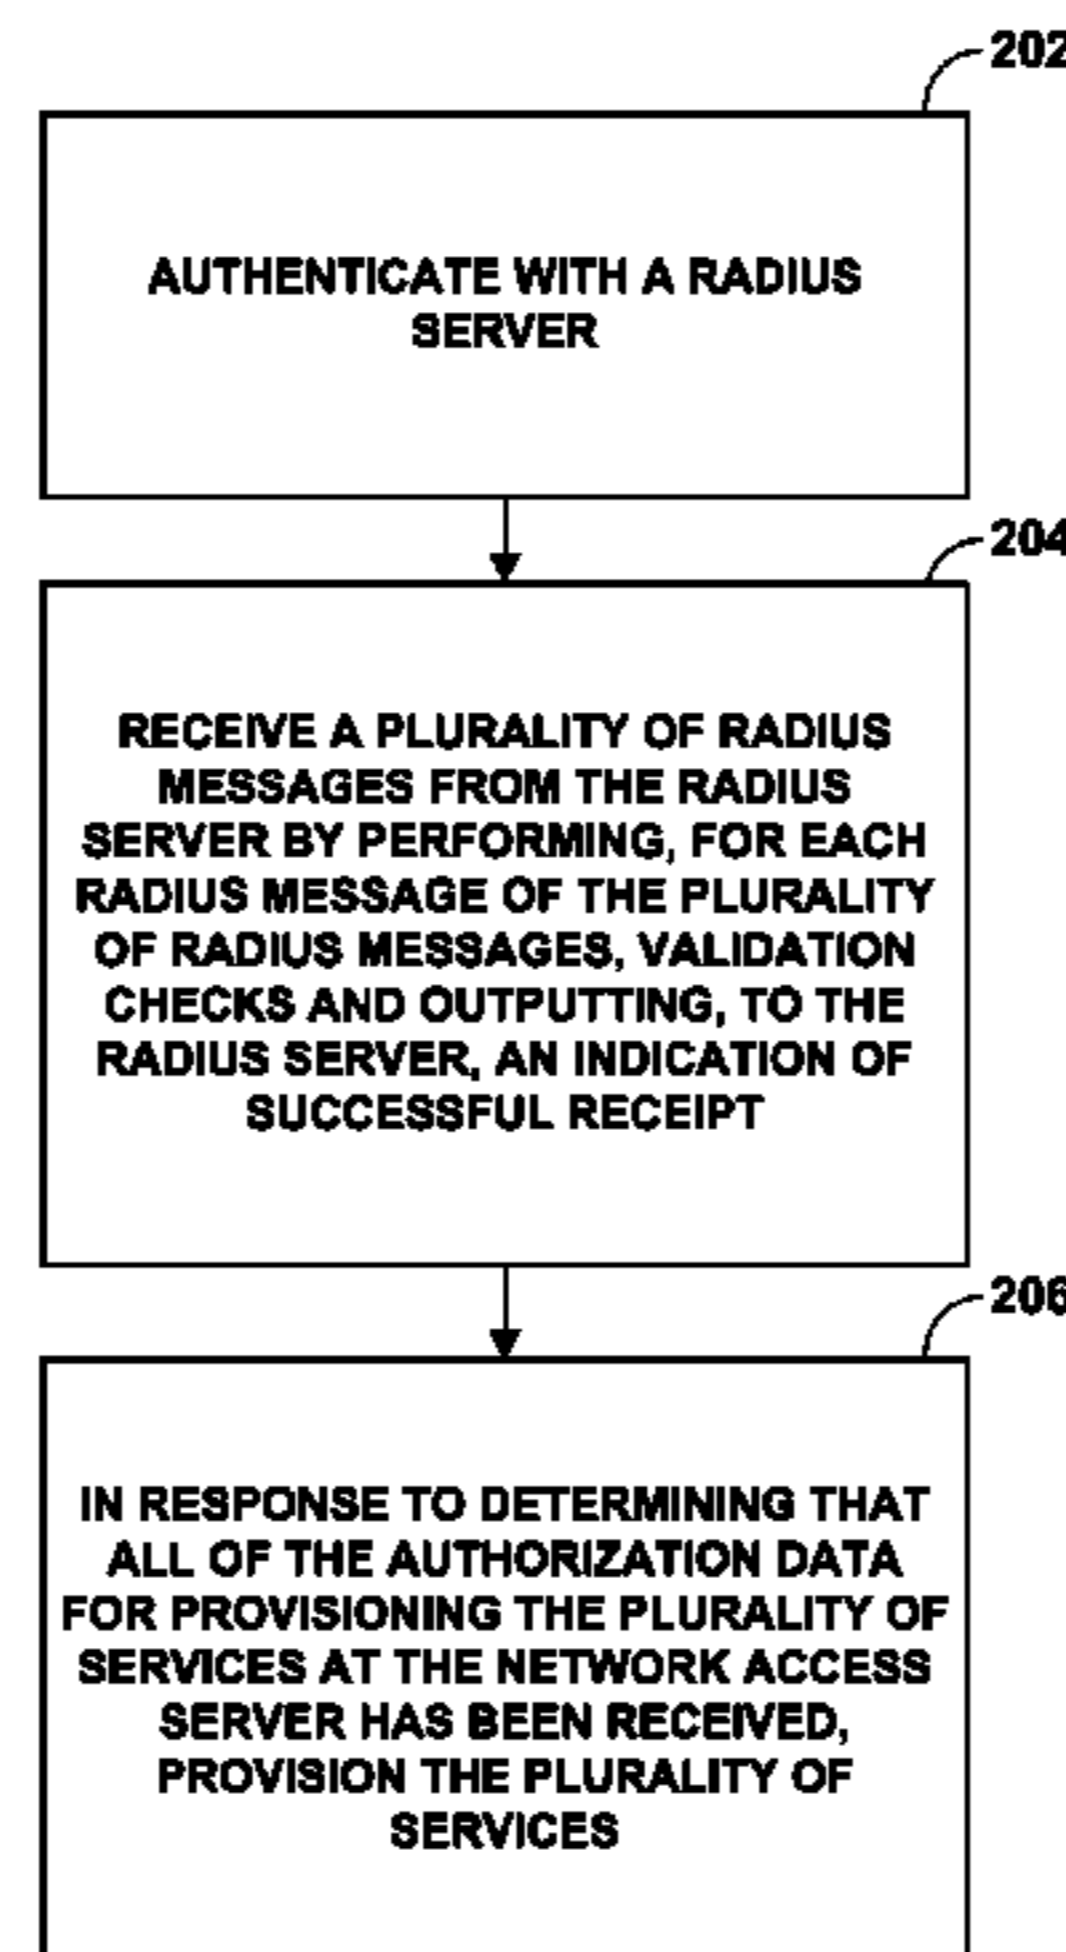 202
AUTHENTICATE WITH A RADIUS
SERVER
204
RECEIVE A PLURALITY OF RADIUS
MESSAGES FROM THE RADIUS
SERVER BY PERFORMING, FOR EACH
RADIUS MESSAGE OF THE PLURALITY
OF RADIUS MESSAGES, VALIDATION
CHECKS AND OUTPUTTING, TO THE
RADIUS SERVER, AN INDICATION OF
SUCCESSFUL RECEIPT
206
IN RESPONSE TO DETERMINING THAT
ALL OF THE AUTHORIZATION DATA
FOR PROVISIONING THE PLURALITY OF
SERVICES AT THE NETWORK ACCESS
SERVER HAS BEEN RECEIVED,
PROVISION THE PLURALITY OF
SERVICES